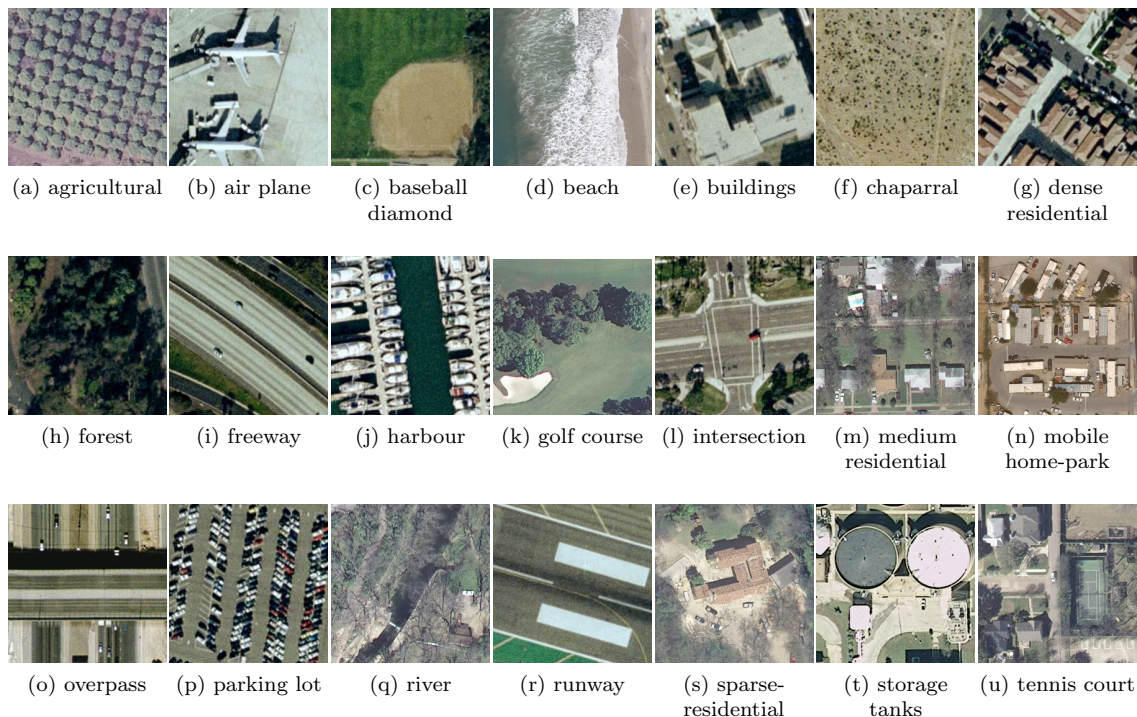 (a) agricultural
(b) air plane
(c) baseball
diamond
(d) beach
(e) buildings
(f) chaparral
(g) dense
residential
(h) forest
(i) freeway
(j) harbour
(k) golf course
(l) intersection
(m) medium
residential
(n) mobile
home-park
(o) overpass
(p) parking lot
(q) river
(r) runway
(s) sparse-
residential
(t) storage
tanks
(u) tennis court